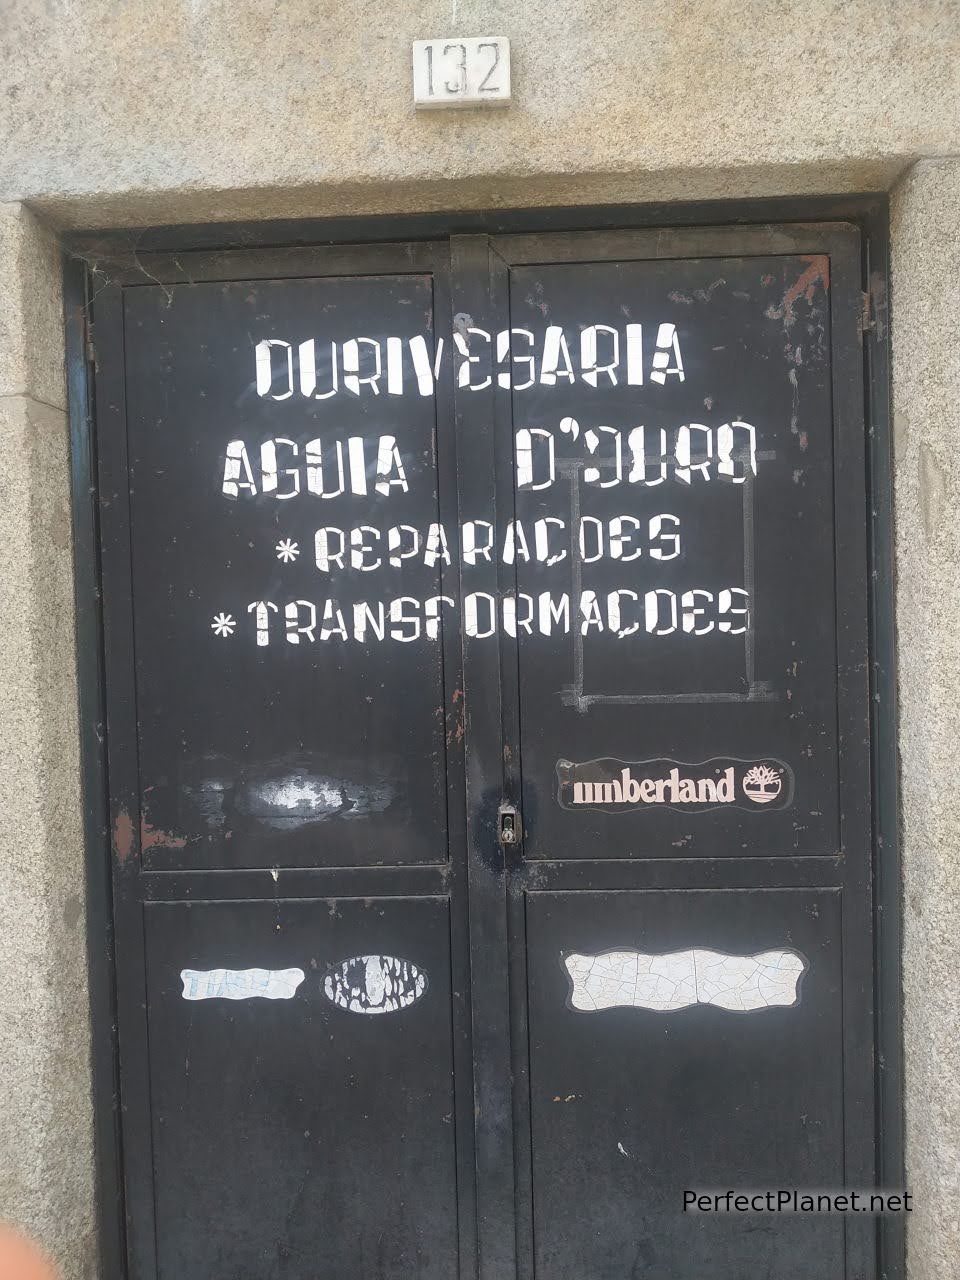 132
OURIVESARIA
AGUIA D'OURO
*REPARAÇOES
*TRANSFORMAÇOES
Timberland
PerfectPlanet.net